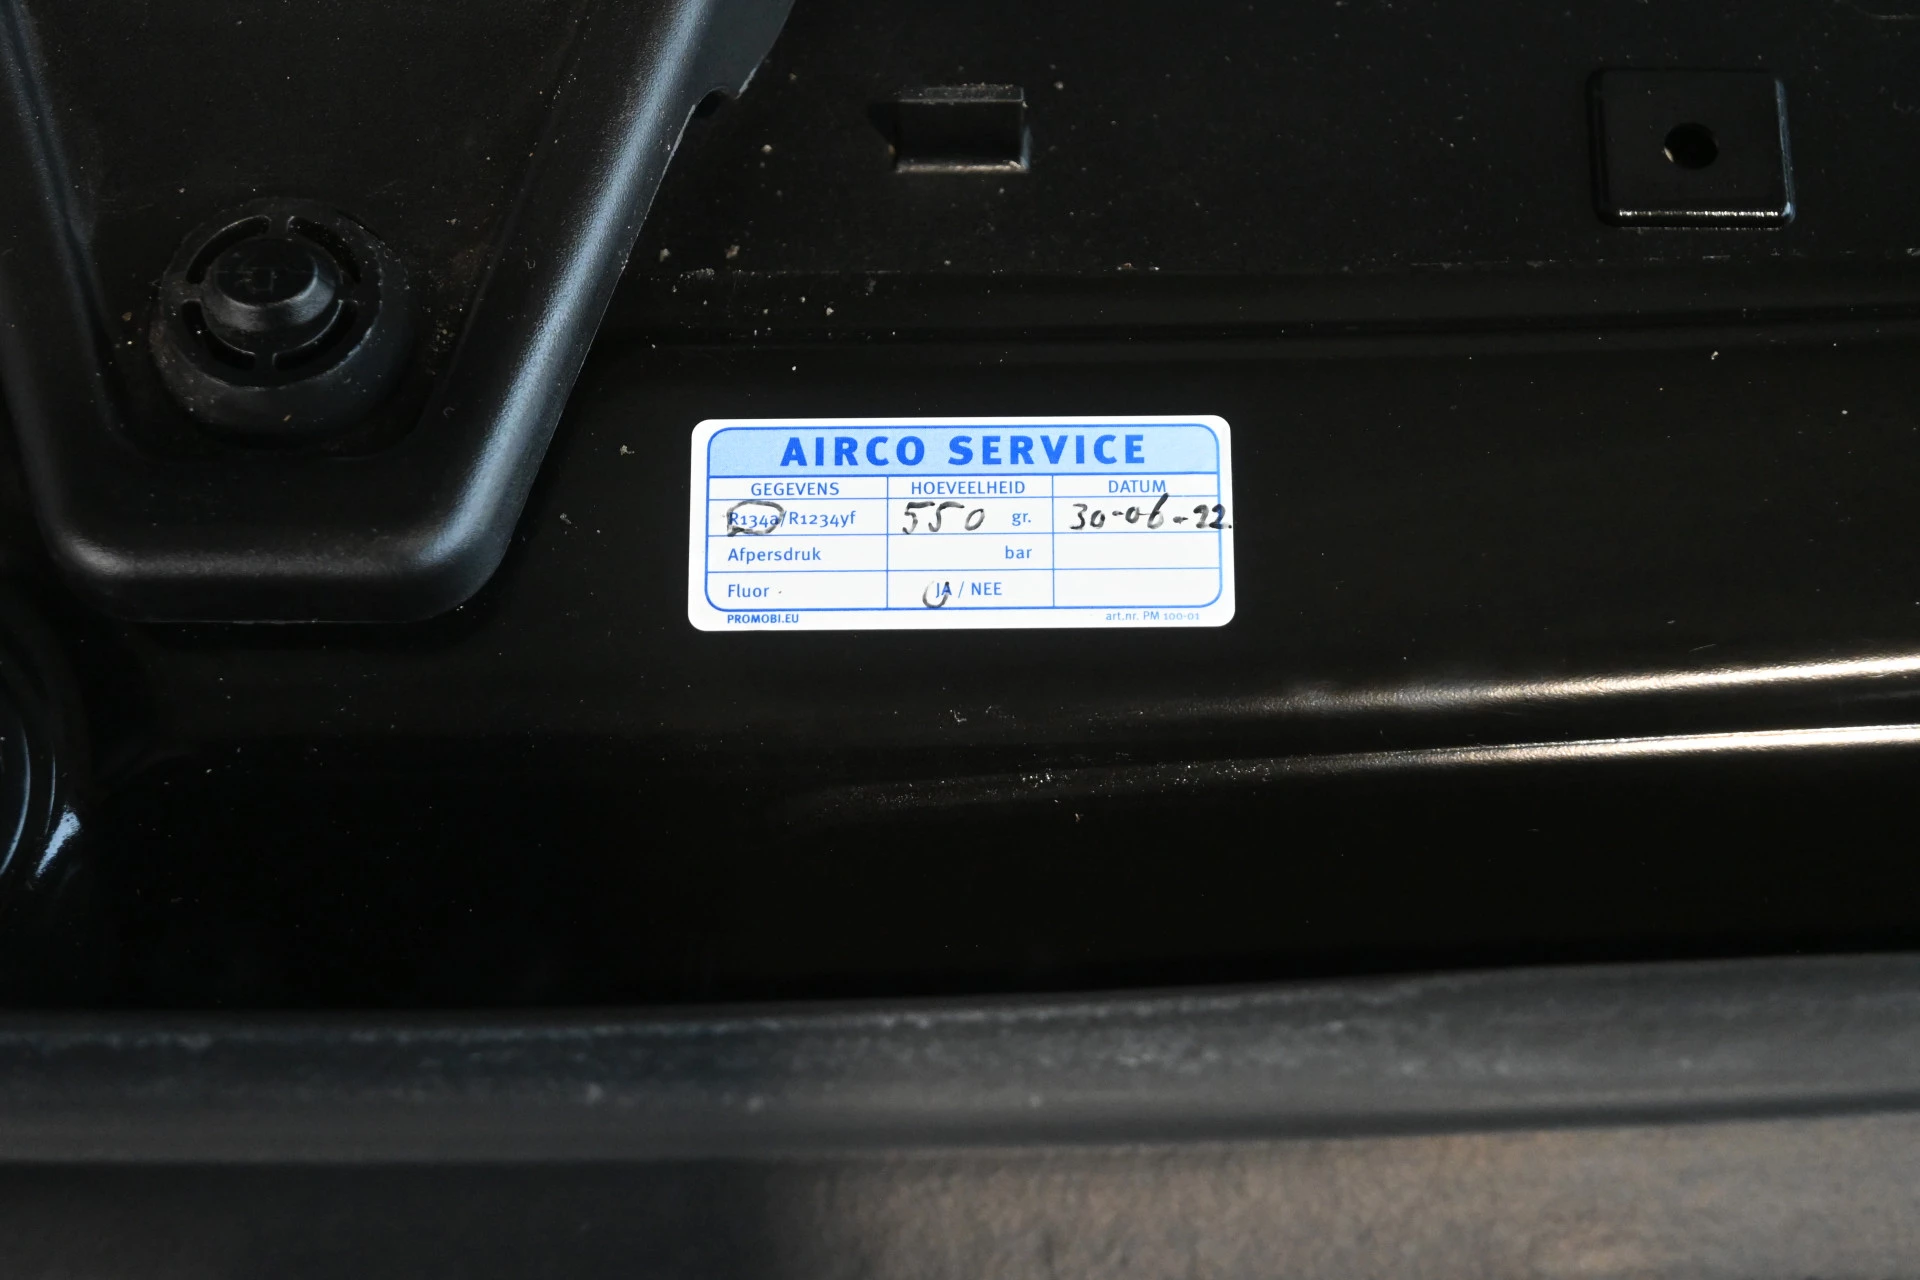 AIRCO SERVICE
GEGEVENS HOEVEELHEID DATUM
R134a/R1234yf 550 gr. 30-06-22.
Afpersdruk bar
Fluor JA / NEE
PROMOBI.EU art.nr. PM 100-01